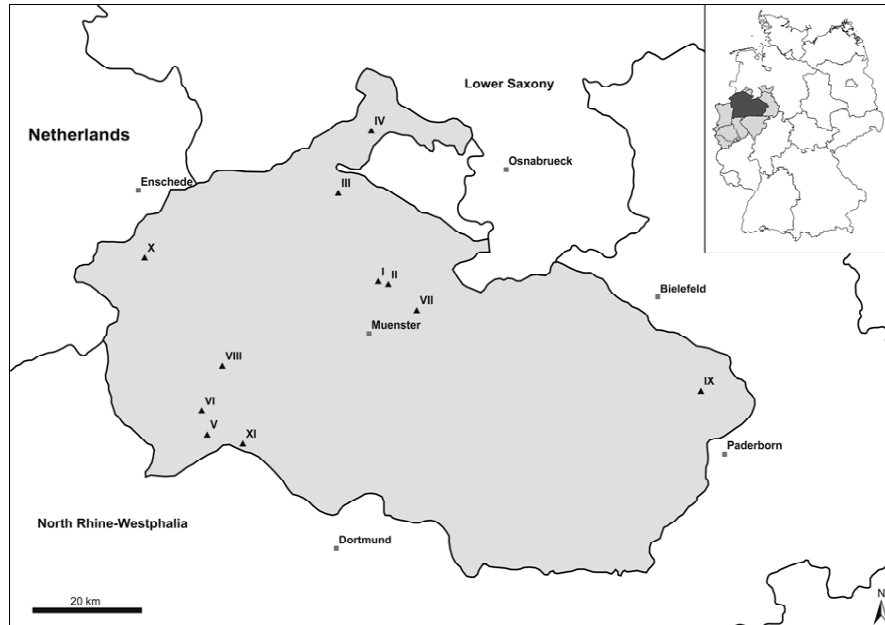 Lower Saxony
IV
Netherlands
Osnabrueck
Enschede
III
X
I
II
Bielefeld
VII
Muenster
VIII
IX
VI
V
XI
Paderborn
North Rhine-Westphalia
Dortmund
20 km
N